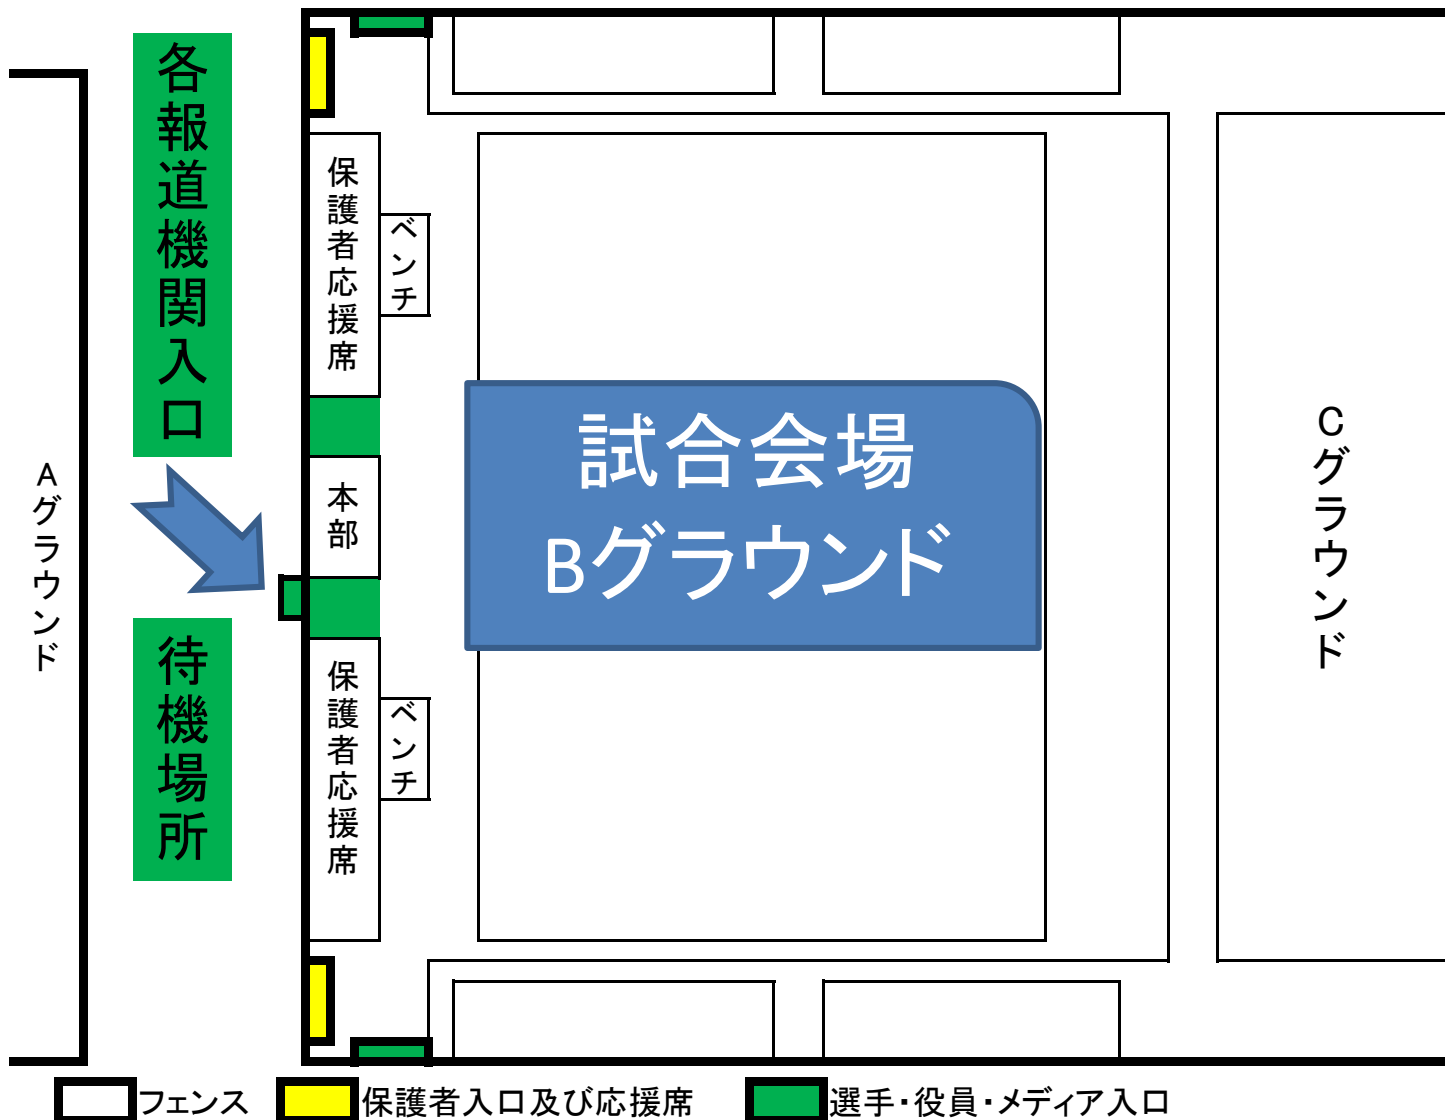 各報道機関入口
保護者応援席
ベンチ
試合会場
Bグラウンド
Aグラウンド
本部
Cグラウンド
待機場所
保護者応援席
ベンチ
フェンス
保護者入口及び応援席
選手・役員・メディア入口